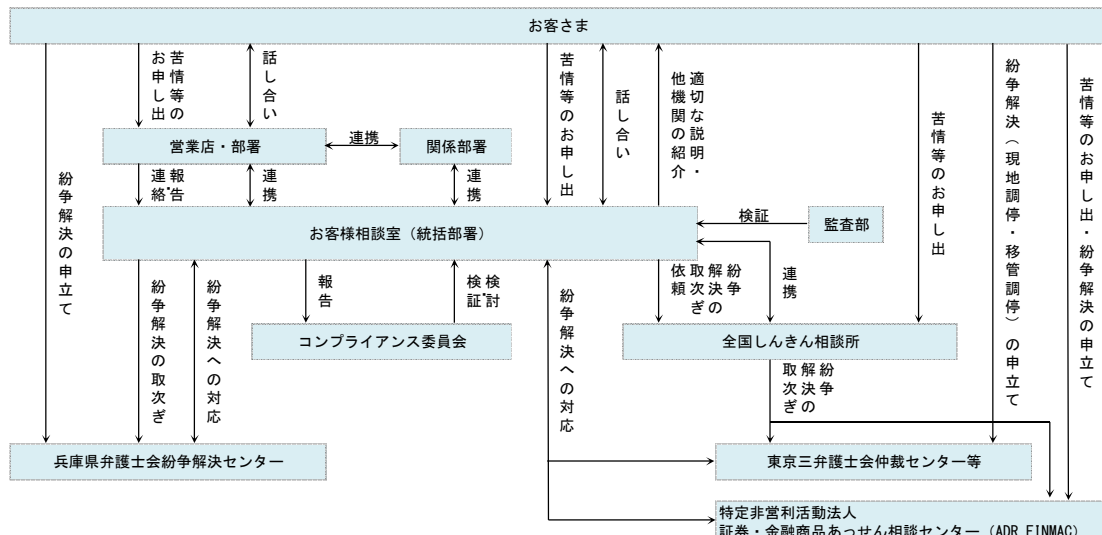 お客さま
苦情等の
お申し出
話し合い
苦情等のお申し出
話し合い
適切な説明・
他機関の紹介
苦情等のお申し出
紛争解決（現地調停・移管調停）の申立て
苦情等のお申し出・紛争解決の申立て
紛争解決の申立て
営業店・部署
連携
関係部署
報告・
連絡
連携
連携
お客様相談室（統括部署）
検証
監査部
紛争解決の取次ぎ
紛争解決への対応
報告
検討・
検証
紛争解決への対応
紛争
解決の
取次ぎ
依頼
連携
コンプライアンス委員会
全国しんきん相談所
紛争
解決の
取次ぎ
兵庫県弁護士会紛争解決センター
東京三弁護士会仲裁センター等
特定非営利活動法人
証券・金融商品あっせん相談センター（ADR FINMAC）